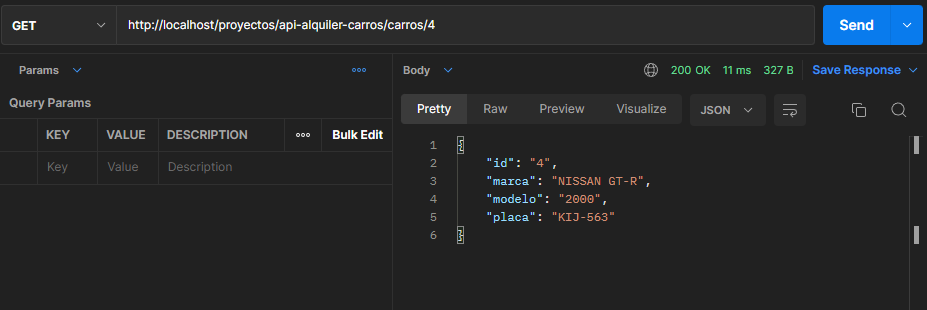 GET http://localhost/proyectos/api-alquiler-carros/carros/4 Send
Params ooo
Query Params
KEY VALUE DESCRIPTION ooo Bulk Edit
Key Value Description
Body 200 OK 11 ms 327 B Save Response
Pretty Raw Preview Visualize JSON
1 {
2 "id": "4",
3 "marca": "NISSAN GT-R",
4 "modelo": "2000",
5 "placa": "KIJ-563"
6 }